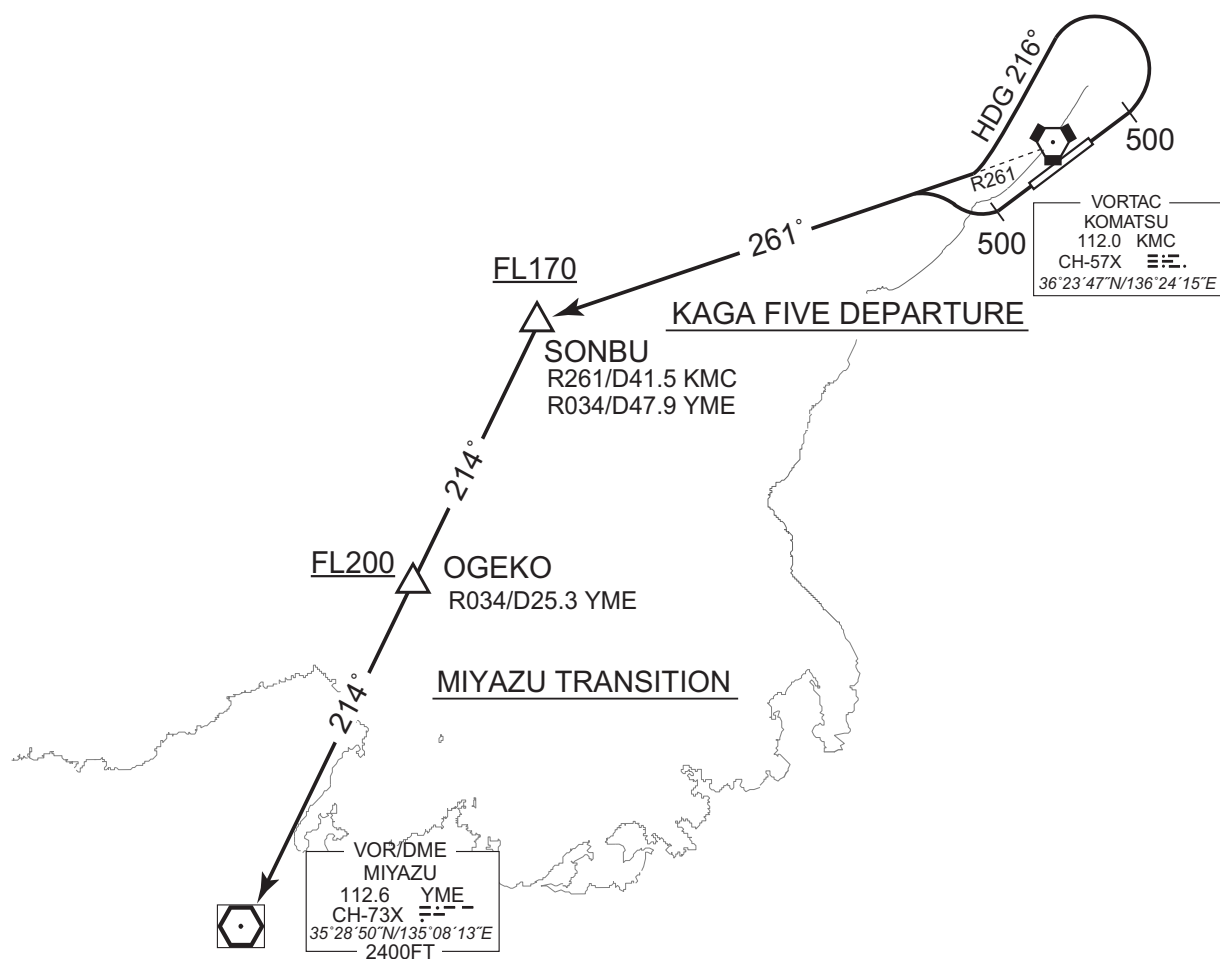 HDG 216°
500
R261
500
VORTAC
KOMATSU
112.0 KMC
CH-57X
36°23′47″N/136°24′15″E
261°
FL170
KAGA FIVE DEPARTURE
SONBU
R261/D41.5 KMC
R034/D47.9 YME
214°
FL200
OGEKO
R034/D25.3 YME
MIYAZU TRANSITION
214°
VOR/DME
MIYAZU
112.6 YME
CH-73X
35°28′50″N/135°08′13″E
2400FT